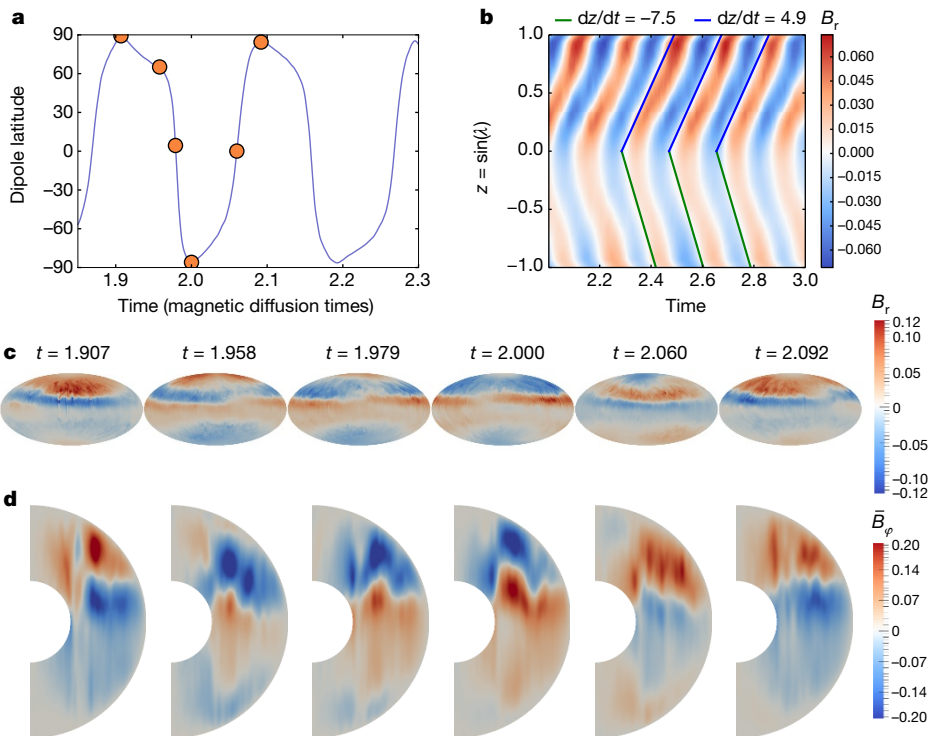 a
90
60
30
0
−30
−60
−90
Dipole latitude
1.9 2.0 2.1 2.2 2.3
Time (magnetic diffusion times)
b
dz/dt = −7.5 dz/dt = 4.9
1.0
0.5
0.0
−0.5
−1.0
z = sin(λ)
2.2 2.4 2.6 2.8 3.0
Time
Br
0.060
0.045
0.030
0.015
0.000
−0.015
−0.030
−0.045
−0.060
c
t = 1.907 t = 1.958 t = 1.979 t = 2.000 t = 2.060 t = 2.092
Br
0.12
0.10
0.05
0
−0.05
−0.10
−0.12
d
B̄φ
0.20
0.14
0.07
0
−0.07
−0.14
−0.20